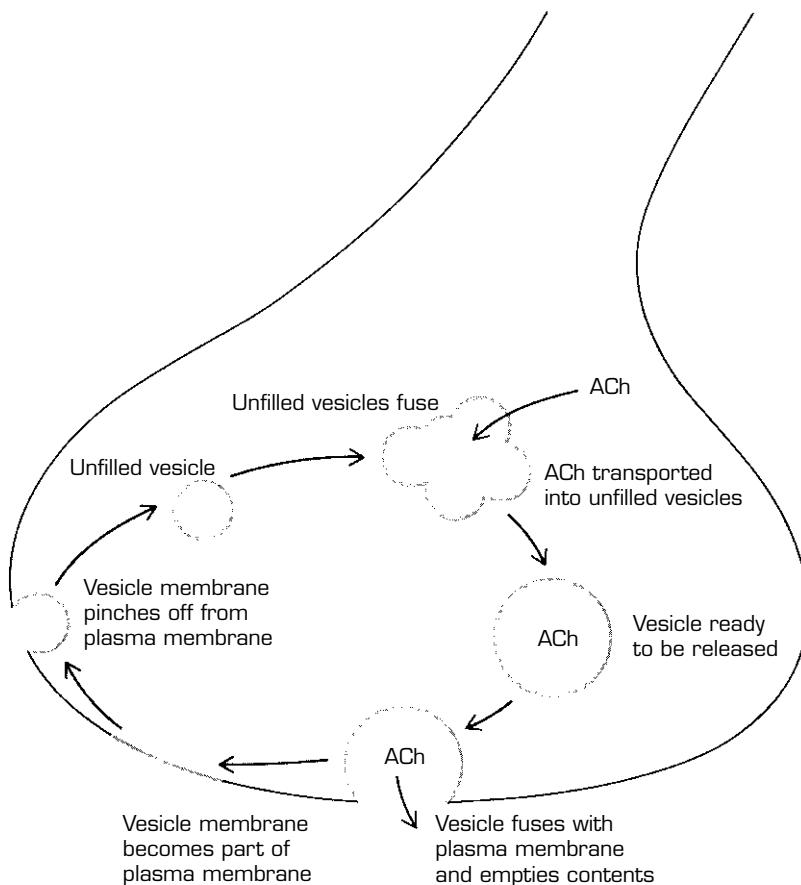 ACh
Unfilled vesicles fuse
Unfilled vesicle
ACh transported
into unfilled vesicles
Vesicle membrane
pinches off from
plasma membrane
ACh
Vesicle ready
to be released
ACh
Vesicle membrane
becomes part of
plasma membrane
Vesicle fuses with
plasma membrane
and empties contents